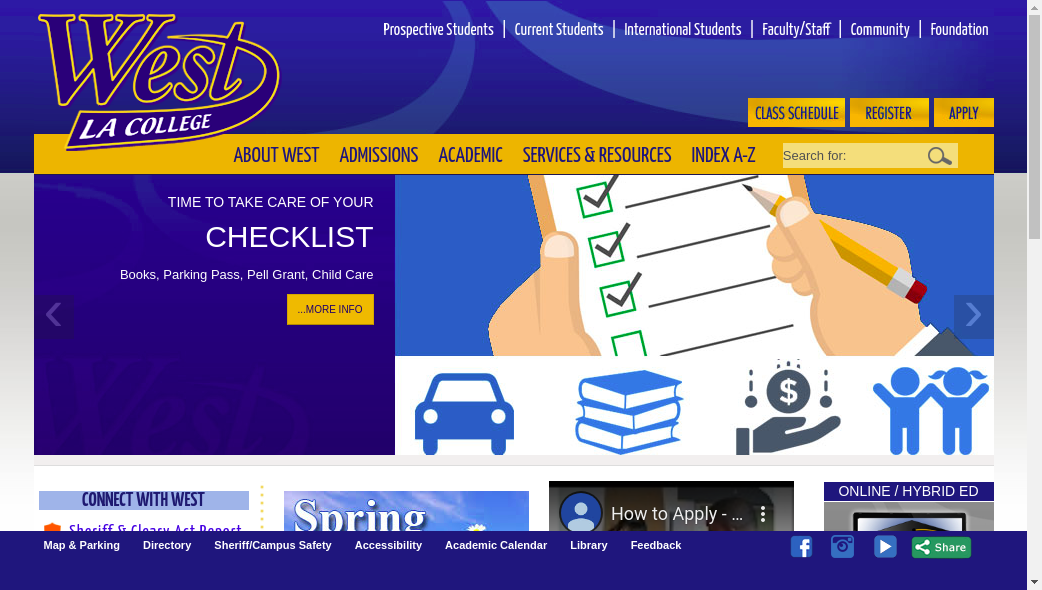 West
LA COLLEGE
Prospective Students | Current Students | International Students | Faculty/Staff | Community | Foundation
CLASS SCHEDULE REGISTER APPLY
ABOUT WEST ADMISSIONS ACADEMIC SERVICES & RESOURCES INDEX A-Z Search for:
TIME TO TAKE CARE OF YOUR
CHECKLIST
Books, Parking Pass, Pell Grant, Child Care
...MORE INFO
$
West
CONNECT WITH WEST
Sheriff & Cleary Act Report
Spring
How to Apply - ...
ONLINE / HYBRID ED
Map & Parking Directory Sheriff/Campus Safety Accessibility Academic Calendar Library Feedback
Share